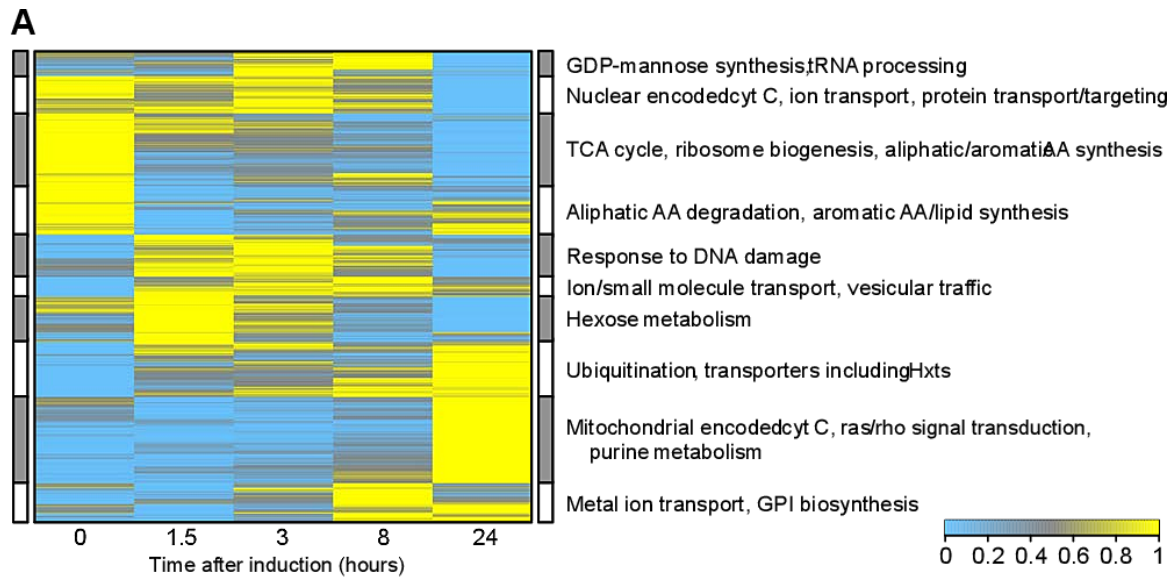 A
GDP-mannose synthesis,tRNA processing
Nuclear encodedcyt C, ion transport, protein transport/targeting
TCA cycle, ribosome biogenesis, aliphatic/aromaticAA synthesis
Aliphatic AA degradation, aromatic AA/lipid synthesis
Response to DNA damage
Ion/small molecule transport, vesicular traffic
Hexose metabolism
Ubiquitination, transporters includingHxts
Mitochondrial encodedcyt C, ras/rho signal transduction,
purine metabolism
Metal ion transport, GPI biosynthesis
0 1.5 3 8 24
Time after induction (hours)
0 0.2 0.4 0.6 0.8 1